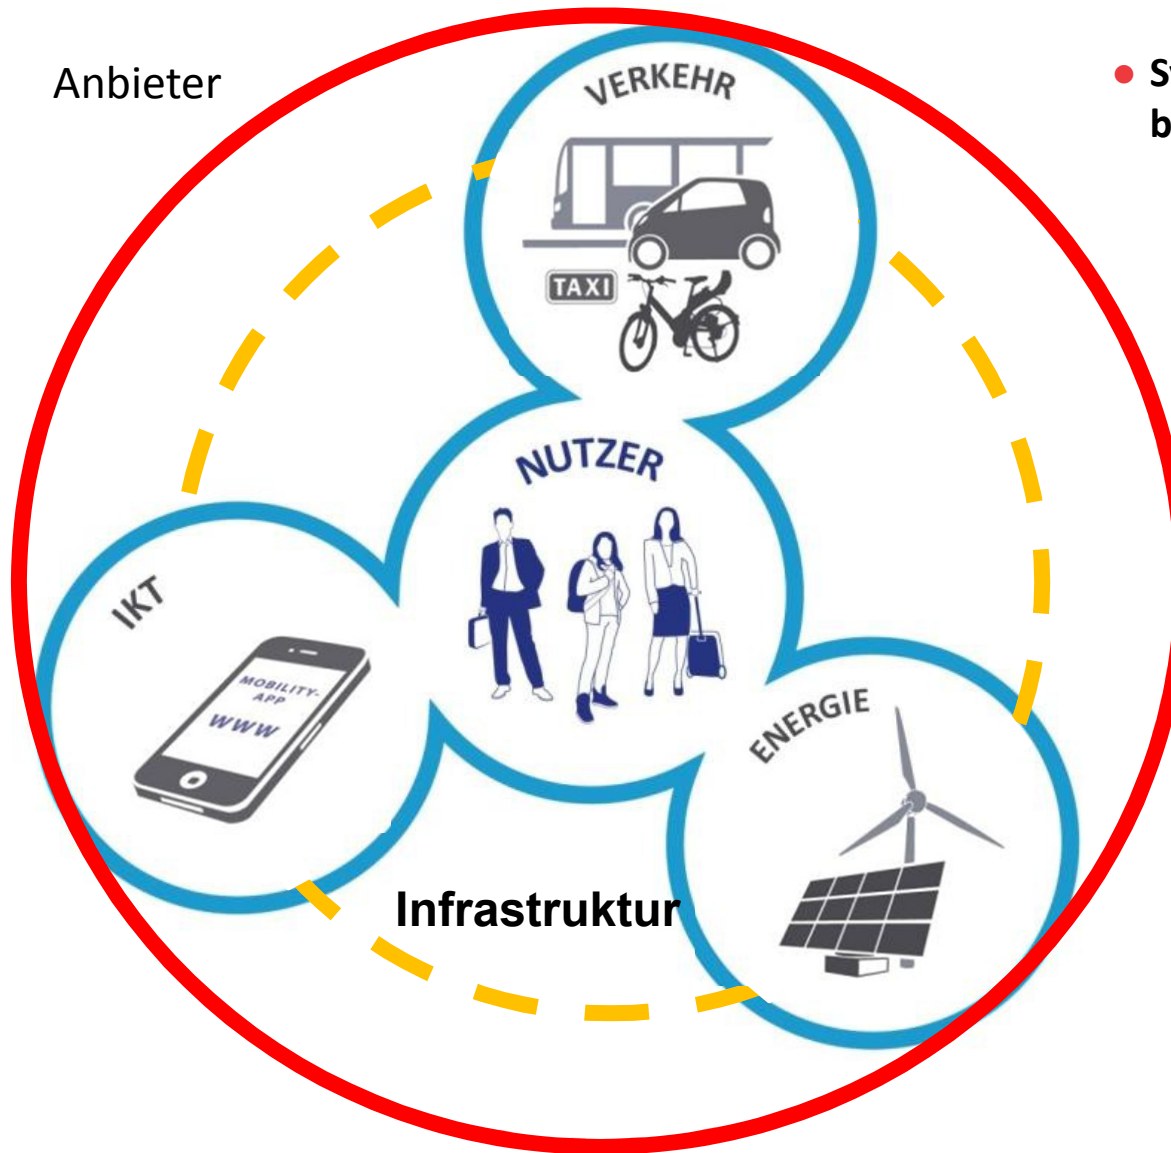 Anbieter
VERKEHR
TAXI
NUTZER
IKT
MOBILITY-
APP
WWW
ENERGIE
Infrastruktur